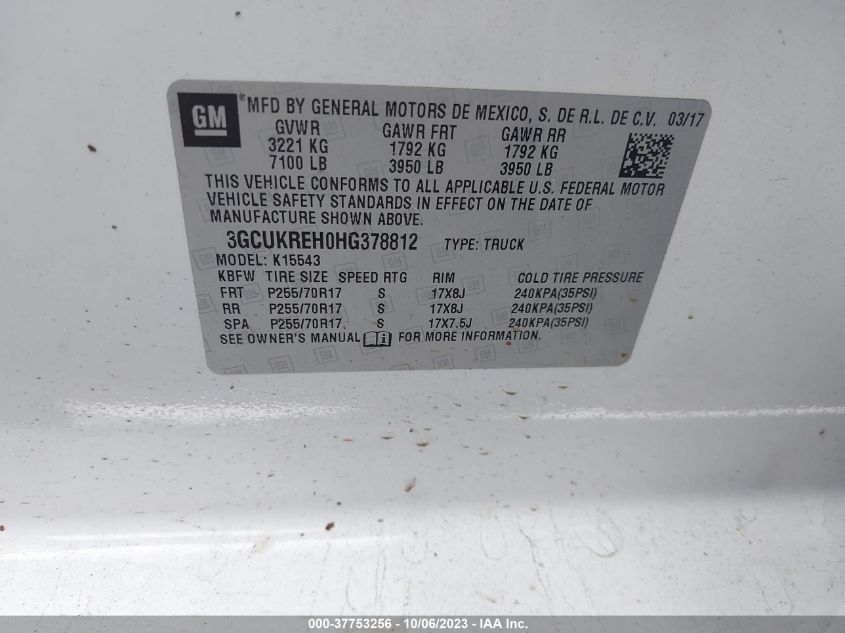 GM ® MFD BY GENERAL MOTORS DE MEXICO, S. DE R.L. DE C.V. 03/17
GVWR GAWR FRT GAWR RR
3221 KG 1792 KG 1792 KG
7100 LB 3950 LB 3950 LB
THIS VEHICLE CONFORMS TO ALL APPLICABLE U.S. FEDERAL MOTOR
VEHICLE SAFETY STANDARDS IN EFFECT ON THE DATE OF
MANUFACTURE SHOWN ABOVE.
3GCUKREH0HG378812 TYPE: TRUCK
MODEL: K15543
KBFW TIRE SIZE SPEED RTG RIM COLD TIRE PRESSURE
FRT P255/70R17 S 17X8J 240KPA(35PSI)
RR P255/70R17 S 17X8J 240KPA(35PSI)
SPA P255/70R17. S 17X7.5J 240KPA(35PSI)
SEE OWNER'S MANUAL FOR MORE INFORMATION.
000-37753256 - 10/06/2023 - IAA Inc.